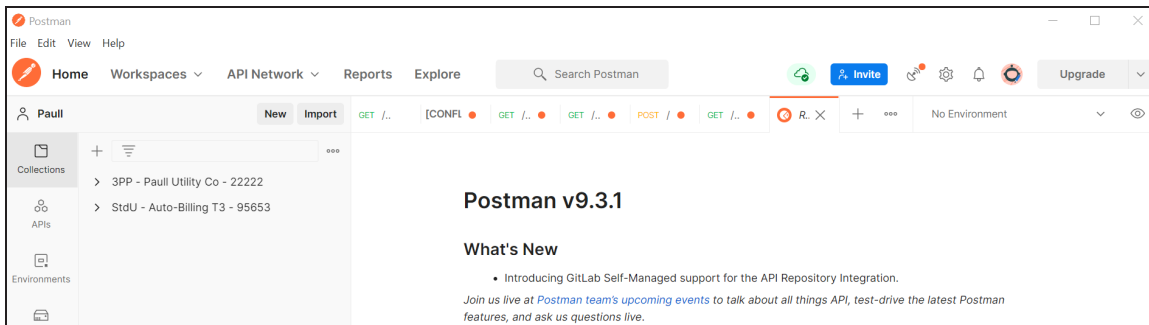 Postman
File Edit View Help
Home Workspaces API Network Reports Explore Search Postman Invite Upgrade
Paull New Import GET /.. [CONFL GET /.. GET /.. POST / GET /.. R.. No Environment
Collections
3PP - Paull Utility Co - 22222
StdU - Auto-Billing T3 - 95653
APIs
Environments
Postman v9.3.1
What's New
• Introducing GitLab Self-Managed support for the API Repository Integration.
Join us live at Postman team's upcoming events to talk about all things API, test-drive the latest Postman
features, and ask us questions live.